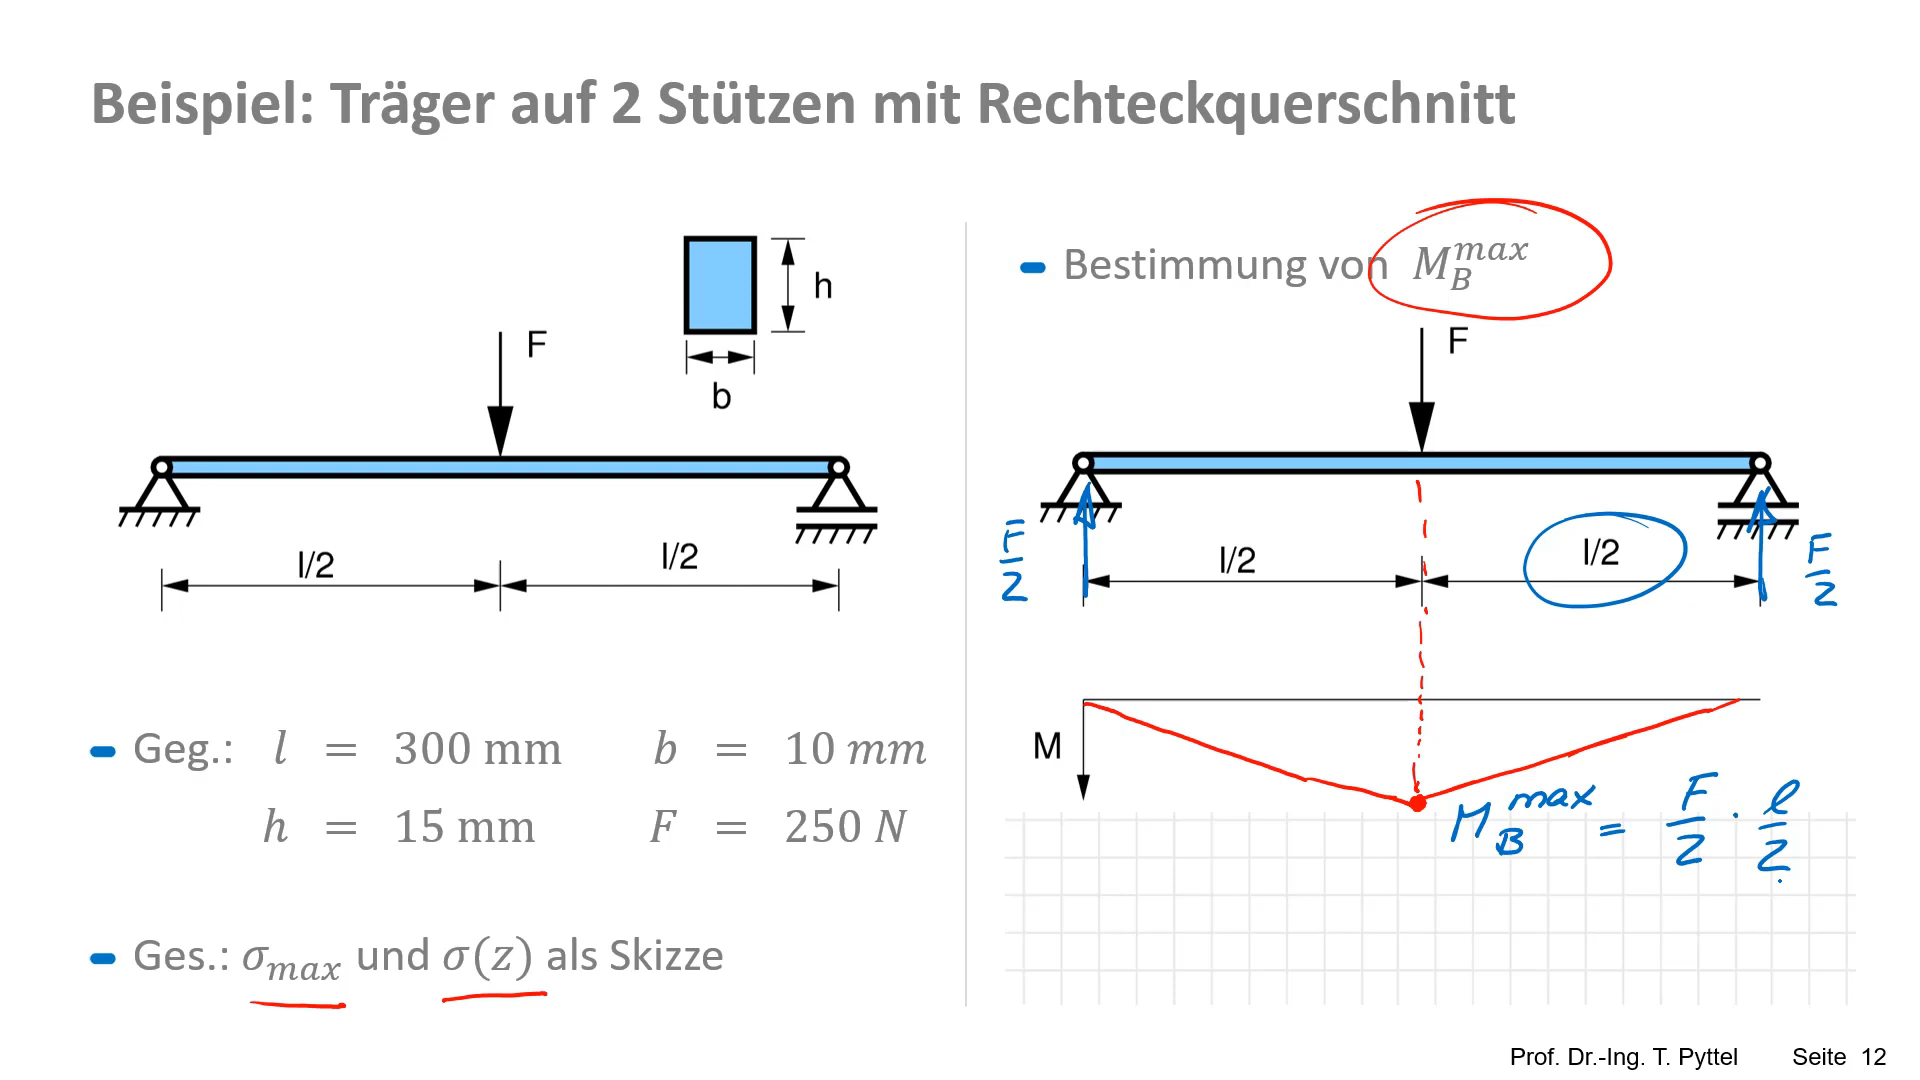 Beispiel: Träger auf 2 Stützen mit Rechteckquerschnitt
h
b
F
l/2
l/2
Geg.: l = 300 mm b = 10 mm
h = 15 mm F = 250 N
Ges.: σ_max und σ(z) als Skizze
Bestimmung von M_B^max
F
F/2
l/2
l/2
F/2
M
M_B^max = F/2 · l/2
Prof. Dr.-Ing. T. Pyttel Seite 12